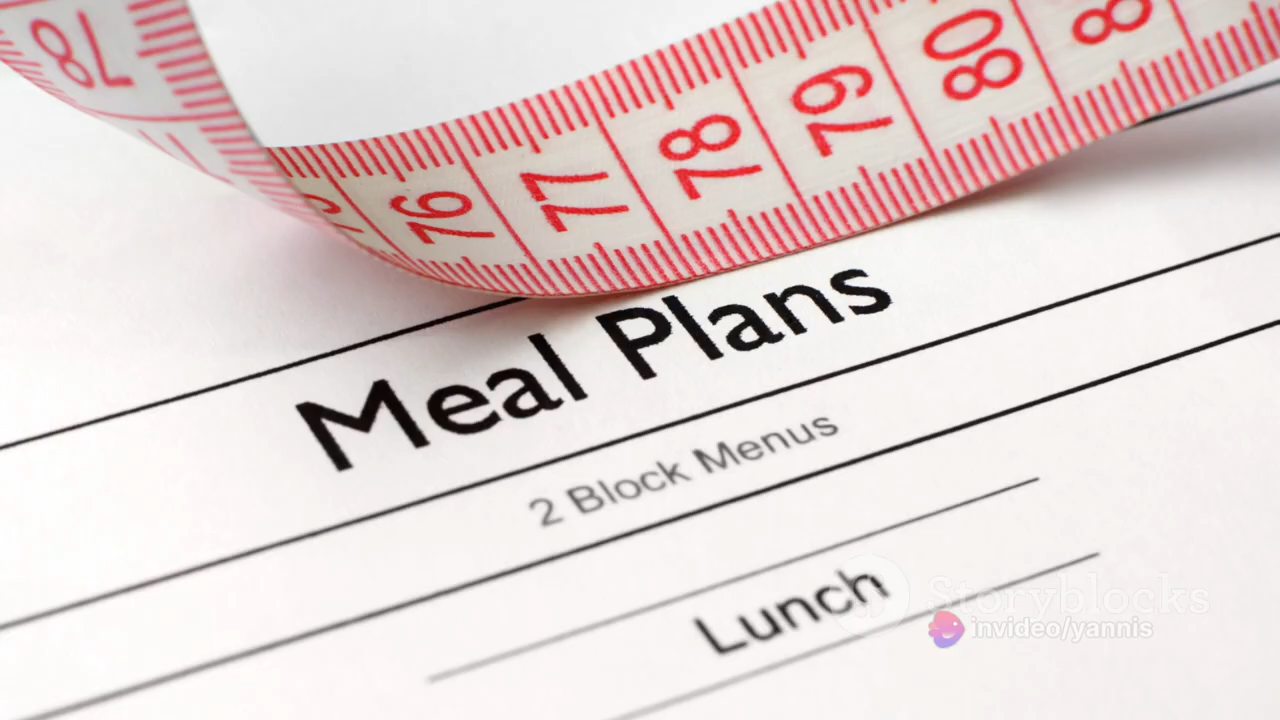 78
76 77 78 79 80
Meal Plans
2 Block Menus
Lunch
Storyblocks
invideo/yannis